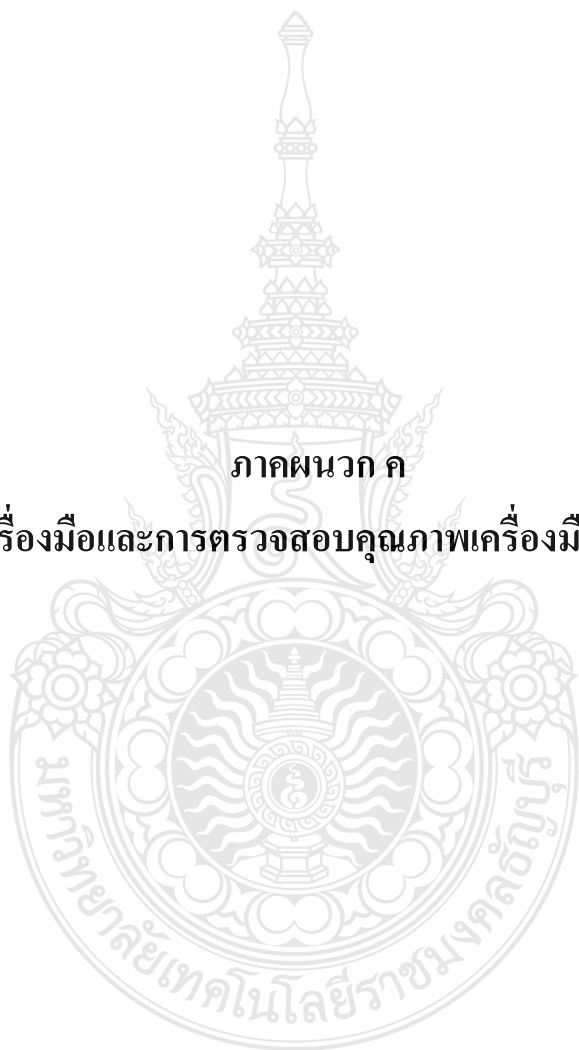 ภาคผนวก ค
รื่องมือและการตรวจสอบคุณภาพเครื่องมื
มหาวิทยาลัยเทคโนโลยีราชมงคลธัญบุรี